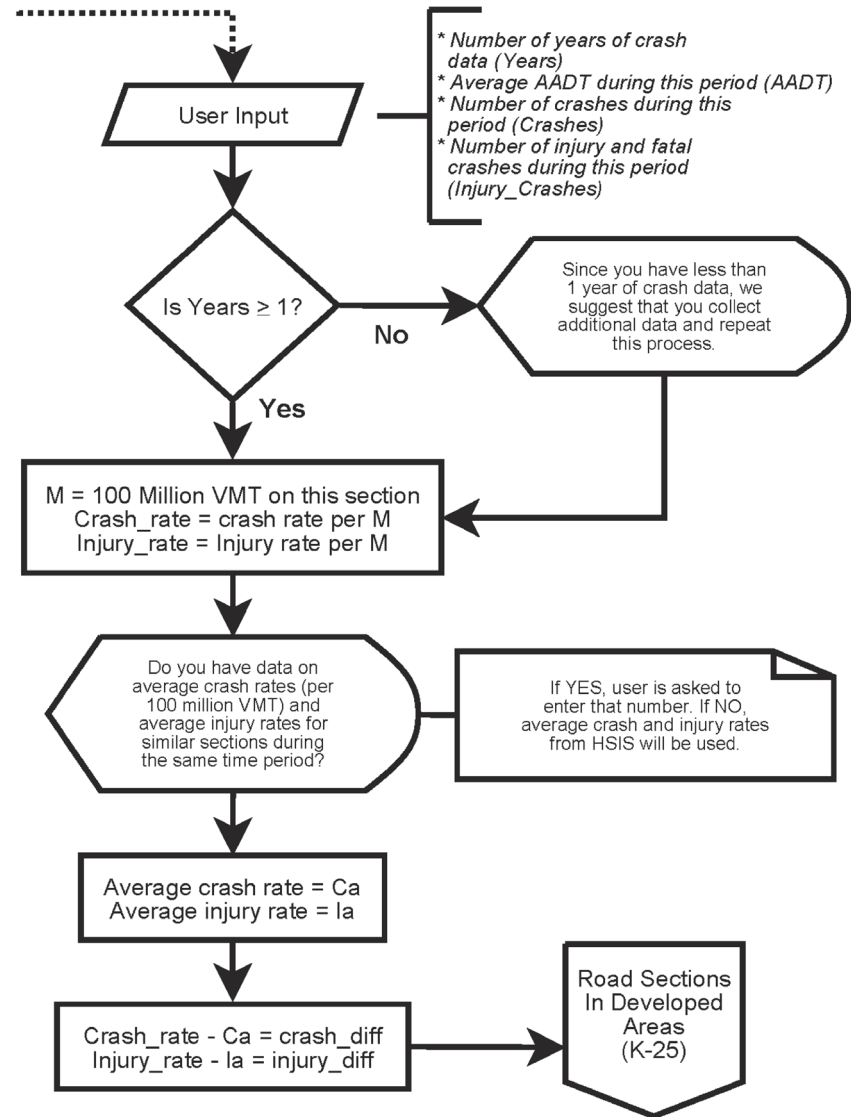 * Number of years of crash
data (Years)
* Average AADT during this period (AADT)
* Number of crashes during this
period (Crashes)
* Number of injury and fatal
crashes during this period
(Injury_Crashes)
User Input
Is Years ≥ 1?
No
Since you have less than
1 year of crash data, we
suggest that you collect
additional data and repeat
this process.
Yes
M = 100 Million VMT on this section
Crash_rate = crash rate per M
Injury_rate = Injury rate per M
Do you have data on
average crash rates (per
100 million VMT) and
average injury rates for
similar sections during
the same time period?
If YES, user is asked to
enter that number. If NO,
average crash and injury rates
from HSIS will be used.
Average crash rate = Ca
Average injury rate = Ia
Crash_rate - Ca = crash_diff
Injury_rate - Ia = injury_diff
Road Sections
In Developed
Areas
(K-25)